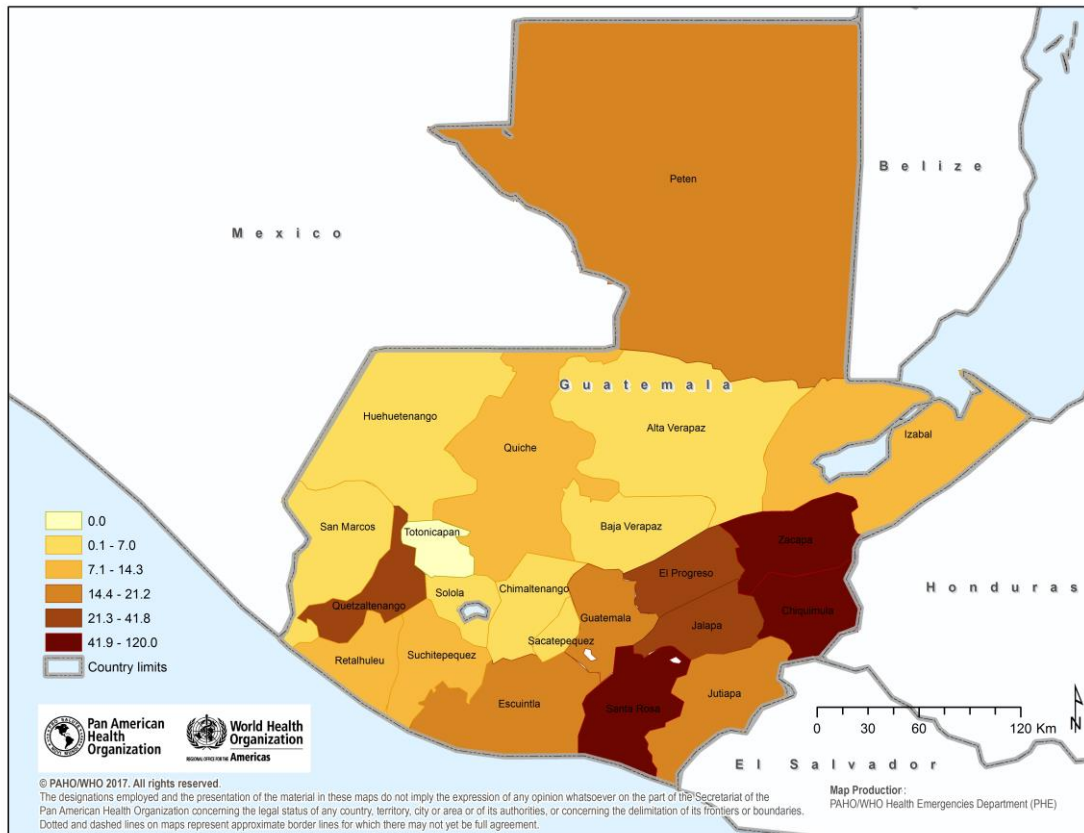 Peten
B e l i z e
M e x i c o
G u a t e m a l a
Huehuetenango
Quiche
Alta Verapaz
Izabal
San Marcos
Totonicapan
Baja Verapaz
Zacapa
El Progreso
Quetzaltenango
Solola
Chimaltenango
Guatemala
Jalapa
Chiquimula
H o n d u r a s
Sacatepequez
Retalhuleu
Suchitepequez
Escuintla
Santa Rosa
Jutiapa
E l S a l v a d o r
0.0
0.1 - 7.0
7.1 - 14.3
14.4 - 21.2
21.3 - 41.8
41.9 - 120.0
Country limits
N
0 15 30 60 90 120 Km
Pan American
Health
Organization
World Health
Organization
REGIONAL OFFICE FOR THE Americas
© PAHO/WHO 2017. All rights reserved.
The designations employed and the presentation of the material in these maps do not imply the expression of any opinion whatsoever on the part of the Secretariat of the
Pan American Health Organization concerning the legal status of any country, territory, city or area or of its authorities, or concerning the delimitation of its frontiers or boundaries.
Dotted and dashed lines on maps represent approximate border lines for which there may not yet be full agreement.
Map Productior :
PAHO/WHO Health Emergencies Department (PHE)